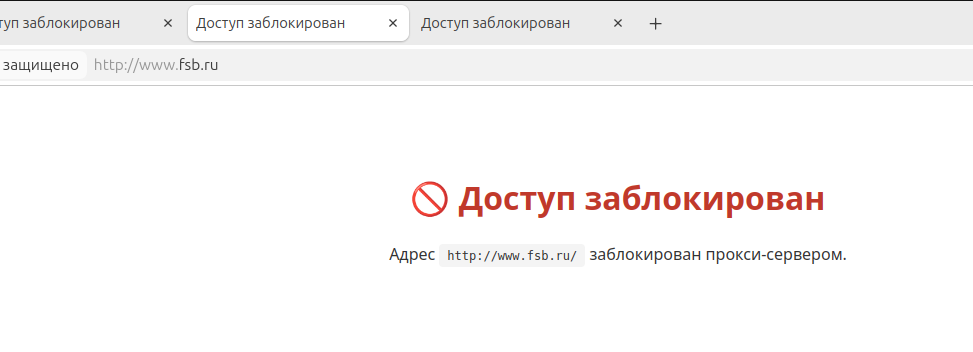 туп заблокирован × Доступ заблокирован × Доступ заблокирован × +
защищено http://www.fsb.ru
Доступ заблокирован
Адрес http://www.fsb.ru/ заблокирован прокси-сервером.